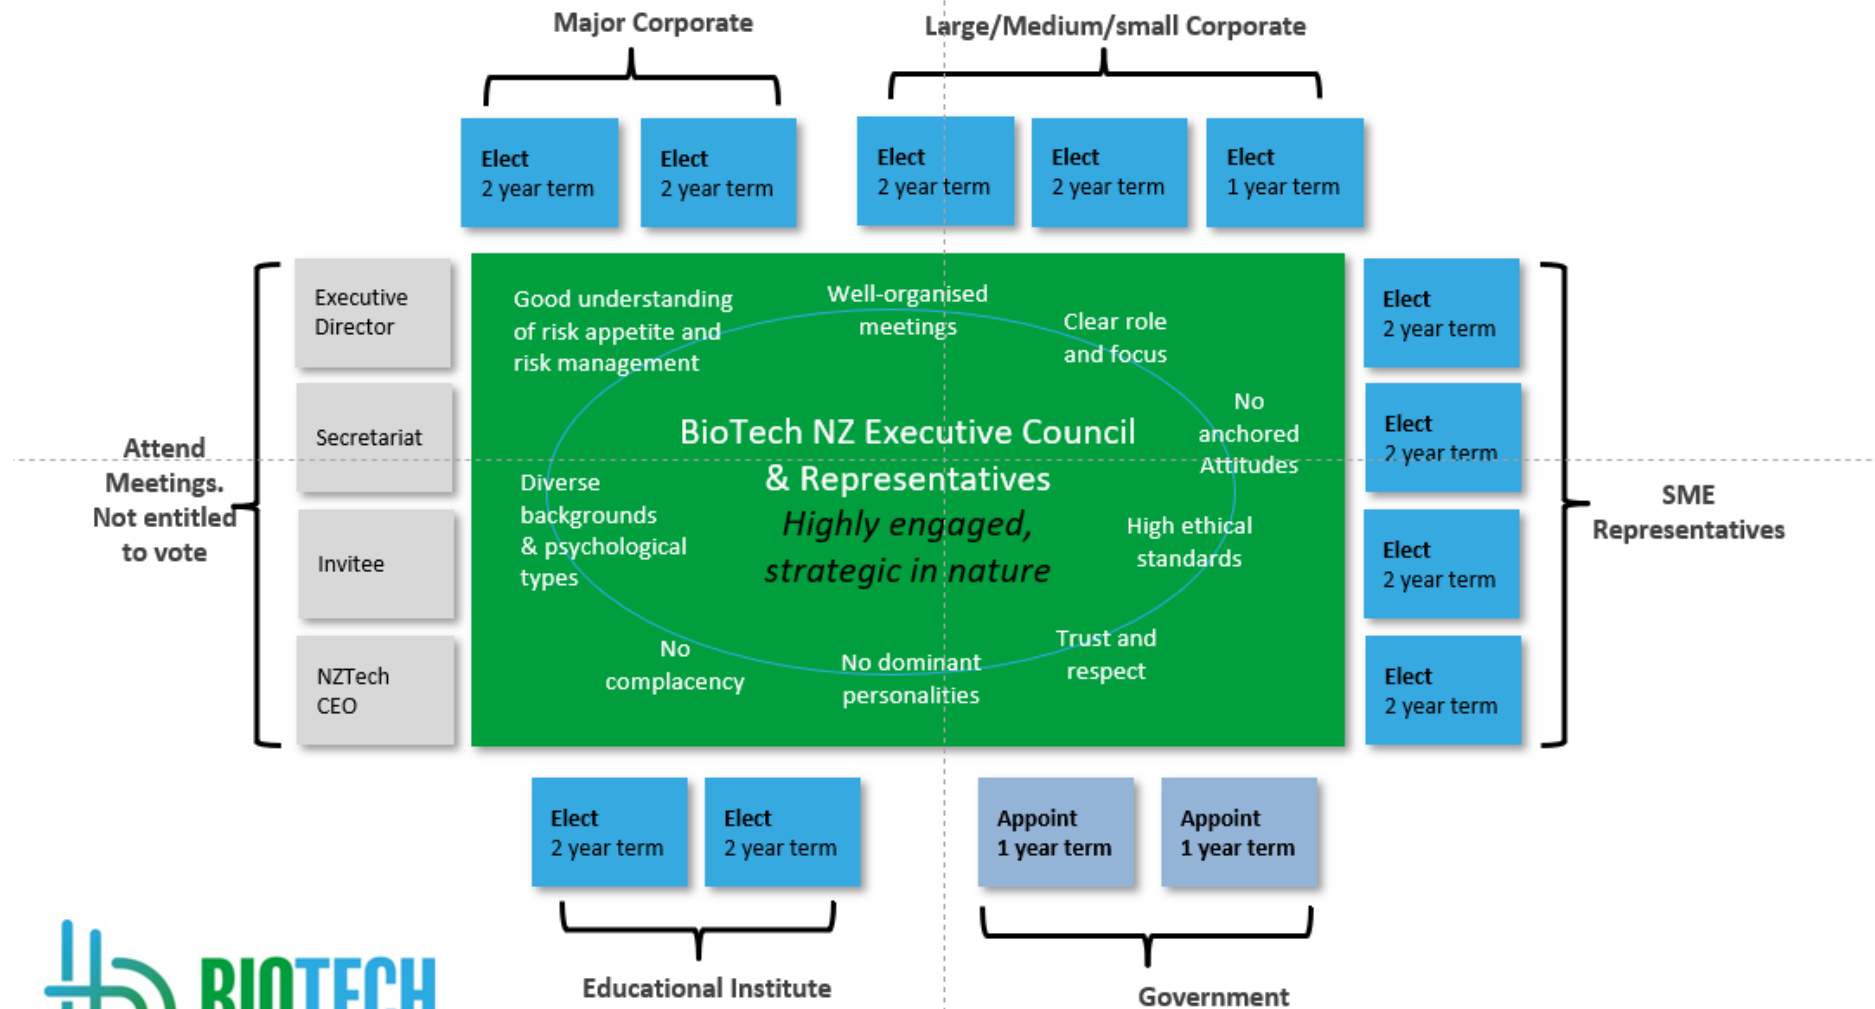 Major Corporate
Large/Medium/small Corporate
Elect
2 year term
Elect
2 year term
Elect
2 year term
Elect
2 year term
Elect
1 year term
Attend
Meetings.
Not entitled
to vote
Executive
Director
Secretariat
Invitee
NZTech
CEO
Good understanding
of risk appetite and
risk management
Well-organised
meetings
Clear role
and focus
No
anchored
Attitudes
BioTech NZ Executive Council
& Representatives
Highly engaged,
strategic in nature
Diverse
backgrounds
& psychological
types
High ethical
standards
No
complacency
No dominant
personalities
Trust and
respect
Elect
2 year term
Elect
2 year term
Elect
2 year term
Elect
2 year term
SME
Representatives
Elect
2 year term
Elect
2 year term
Appoint
1 year term
Appoint
1 year term
Educational Institute
Government
BIOTECH